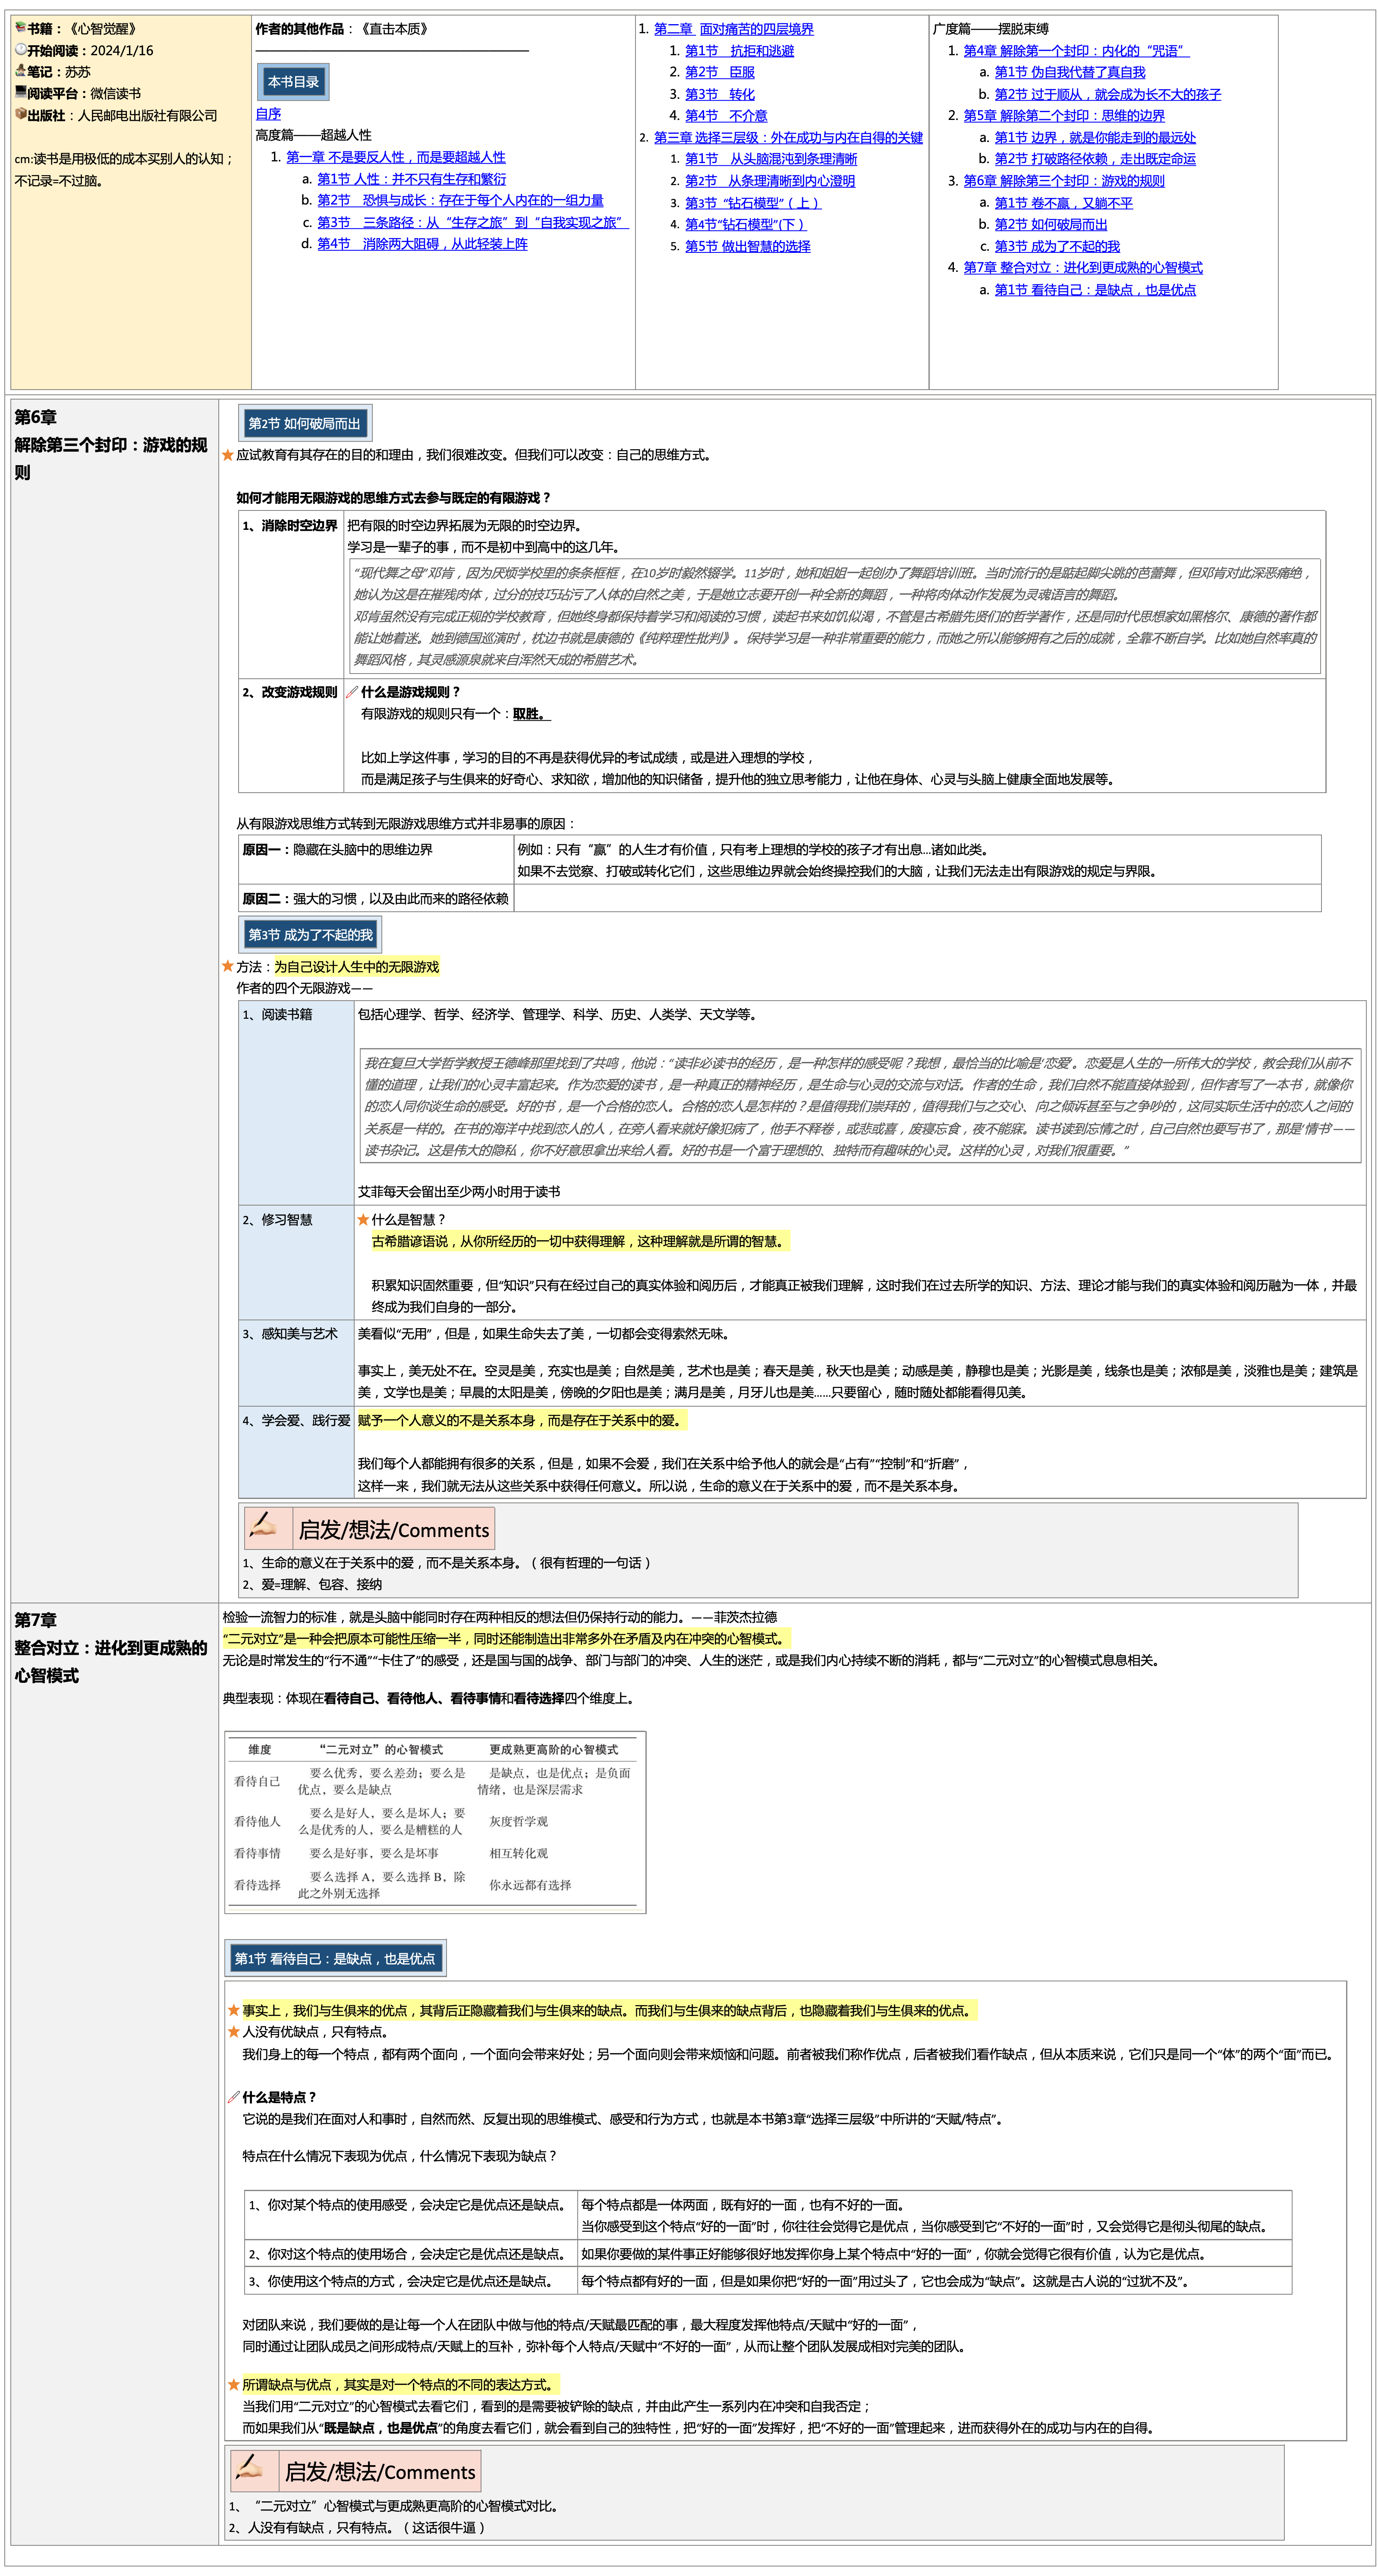 书籍：《心智觉醒》
开始阅读：2024/1/16
笔记：苏苏
阅读平台：微信读书
出版社：人民邮电出版社有限公司
cm:读书是用极低的成本买别人的认知；
不记录=不过脑。
作者的其他作品：《直击本质》
本书目录
自序
高度篇——超越人性
1. 第一章 不是要反人性，而是要超越人性
a. 第1节 人性：并不只有生存和繁衍
b. 第2节 恐惧与成长：存在于每个人内在的一组力量
c. 第3节 三条路径：从“生存之旅”到“自我实现之旅”
d. 第4节 消除两大阻碍，从此轻装上阵
1. 第二章 面对痛苦的四层境界
1. 第1节 抗拒和逃避
2. 第2节 臣服
3. 第3节 转化
4. 第4节 不介意
2. 第三章 选择三层级：外在成功与内在自得的关键
1. 第1节 从头脑混沌到条理清晰
2. 第2节 从条理清晰到内心澄明
3. 第3节 “钻石模型”（上）
4. 第4节“钻石模型”(下）
5. 第5节 做出智慧的选择
广度篇——摆脱束缚
1. 第4章 解除第一个封印：内化的“咒语”
a. 第1节 伪自我代替了真自我
b. 第2节 过于顺从，就会成为长不大的孩子
2. 第5章 解除第二个封印：思维的边界
a. 第1节 边界，就是你能走到的最远处
b. 第2节 打破路径依赖，走出既定命运
3. 第6章 解除第三个封印：游戏的规则
a. 第1节 卷不赢，又躺不平
b. 第2节 如何破局而出
c. 第3节 成为了不起的我
4. 第7章 整合对立：进化到更成熟的心智模式
a. 第1节 看待自己：是缺点，也是优点
第6章
解除第三个封印：游戏的规
则
第2节 如何破局而出
应试教育有其存在的目的和理由，我们很难改变。但我们可以改变：自己的思维方式。
如何才能用无限游戏的思维方式去参与既定的有限游戏？
1、消除时空边界
把有限的时空边界拓展为无限的时空边界。
学习是一辈子的事，而不是初中到高中的这几年。
“现代舞之母”邓肯，因为厌烦学校里的条条框框，在10岁时毅然辍学。11岁时，她和姐姐一起创办了舞蹈培训班。当时流行的是踮起脚尖跳的芭蕾舞，但邓肯对此深恶痛绝，
她认为这是在摧残肉体，过分的技巧玷污了人体的自然之美，于是她立志要开创一种全新的舞蹈，一种将肉体动作发展为灵魂语言的舞蹈。
邓肯虽然没有完成正规的学校教育，但她终身都保持着学习和阅读的习惯，读起书来如饥似渴，不管是古希腊先贤们的哲学著作，还是同时代思想家如黑格尔、康德的著作都
能让她着迷。她到德国巡演时，枕边书就是康德的《纯粹理性批判》。保持学习是一种非常重要的能力，而她之所以能够拥有之后的成就，全靠不断自学。比如她自然率真的
舞蹈风格，其灵感源泉就来自浑然天成的希腊艺术。
2、改变游戏规则
什么是游戏规则？
有限游戏的规则只有一个：取胜。
比如上学这件事，学习的目的不再是获得优异的考试成绩，或是进入理想的学校，
而是满足孩子与生俱来的好奇心、求知欲，增加他的知识储备，提升他的独立思考能力，让他在身体、心灵与头脑上健康全面地发展等。
从有限游戏思维方式转到无限游戏思维方式并非易事的原因：
原因一：隐藏在头脑中的思维边界
例如：只有“赢”的人生才有价值，只有考上理想的学校的孩子才有出息...诸如此类。
如果不去觉察、打破或转化它们，这些思维边界就会始终操控我们的大脑，让我们无法走出有限游戏的规定与界限。
原因二：强大的习惯，以及由此而来的路径依赖
第3节 成为了不起的我
方法：为自己设计人生中的无限游戏
作者的四个无限游戏——
1、阅读书籍
包括心理学、哲学、经济学、管理学、科学、历史、人类学、天文学等。
我在复旦大学哲学教授王德峰那里找到了共鸣，他说：“读非必读书的经历，是一种怎样的感受呢？我想，最恰当的比喻是‘恋爱’。恋爱是人生的一所伟大的学校，教会我们从前不
懂的道理，让我们的心灵丰富起来。作为恋爱的读书，是一种真正的精神经历，是生命与心灵的交流与对话。作者的生命，我们自然不能直接体验到，但作者写了一本书，就像你
的恋人同你谈生命的感受。好的书，是一个合格的恋人。合格的恋人是怎样的？是值得我们崇拜的，值得我们与之交心、向之倾诉甚至与之争吵的，这同实际生活中的恋人之间的
关系是一样的。在书的海洋中找到恋人的人，在旁人看来就好像犯病了，他手不释卷，或悲或喜，废寝忘食，夜不能寐。读书读到忘情之时，自己自然也要写书了，那是‘情书’——
读书杂记。这是伟大的隐私，你不好意思拿出来给人看。好的书是一个富于理想的、独特而有趣味的心灵。这样的心灵，对我们很重要。”
艾菲每天会留出至少两小时用于读书
2、修习智慧
什么是智慧？
古希腊谚语说，从你所经历的一切中获得理解，这种理解就是所谓的智慧。
积累知识固然重要，但“知识”只有在经过自己的真实体验和阅历后，才能真正被我们理解，这时我们在过去所学的知识、方法、理论才能与我们的真实体验和阅历融为一体，并最
终成为我们自身的一部分。
3、感知美与艺术
美看似“无用”，但是，如果生命失去了美，一切都会变得索然无味。
事实上，美无处不在。空灵是美，充实也是美；自然是美，艺术也是美；春天是美，秋天也是美；动感是美，静穆也是美；光影是美，线条也是美；浓郁是美，淡雅也是美；建筑是
美，文学也是美；早晨的太阳是美，傍晚的夕阳也是美；满月是美，月牙儿也是美......只要留心，随时随处都能看得见美。
4、学会爱、践行爱
赋予一个人意义的不是关系本身，而是存在于关系中的爱。
我们每个人都能拥有很多的关系，但是，如果不会爱，我们在关系中给予他人的就会是“占有”“控制”和“折磨”，
这样一来，我们就无法从这些关系中获得任何意义。所以说，生命的意义在于关系中的爱，而不是关系本身。
启发/想法/Comments
1、生命的意义在于关系中的爱，而不是关系本身。（很有哲理的一句话）
2、爱=理解、包容、接纳
第7章
整合对立：进化到更成熟的
心智模式
检验一流智力的标准，就是头脑中能同时存在两种相反的想法但仍保持行动的能力。——菲茨杰拉德
“二元对立”是一种会把原本可能性压缩一半，同时还能制造出非常多外在矛盾及内在冲突的心智模式。
无论是时常发生的“行不通”“卡住了”的感受，还是国与国的战争、部门与部门的冲突、人生的迷茫，或是我们内心持续不断的消耗，都与“二元对立”的心智模式息息相关。
典型表现：体现在看待自己、看待他人、看待事情和看待选择四个维度上。
维度 “二元对立”的心智模式 更成熟更高阶的心智模式
看待自己 要么优秀，要么差劲；要么是优点，要么是缺点 是缺点，也是优点；是负面情绪，也是深层需求
看待他人 要么是好人，要么是坏人；要么是优秀的人，要么是糟糕的人 灰度哲学观
看待事情 要么是好事，要么是坏事 相互转化观
看待选择 要么选择 A，要么选择 B，除此之外别无选择 你永远都有选择
第1节 看待自己：是缺点，也是优点
事实上，我们与生俱来的优点，其背后正隐藏着我们与生俱来的缺点。而我们与生俱来的缺点背后，也隐藏着我们与生俱来的优点。
人没有优缺点，只有特点。
我们身上的每一个特点，都有两个面向，一个面向会带来好处；另一个面向则会带来烦恼和问题。前者被我们称作优点，后者被我们看作缺点，但从本质来说，它们只是同一个“体”的两个“面”而已。
什么是特点？
它说的是我们在面对人和事时，自然而然、反复出现的思维模式、感受和行为方式，也就是本书第3章“选择三层级”中所讲的“天赋/特点”。
特点在什么情况下表现为优点，什么情况下表现为缺点？
1、你对某个特点的使用感受，会决定它是优点还是缺点。
每个特点都是一体两面，既有好的一面，也有不好的一面。
当你感受到这个特点“好的一面”时，你往往会觉得它是优点，当你感受到它“不好的一面”时，又会觉得它是彻头彻尾的缺点。
2、你对这个特点的使用场合，会决定它是优点还是缺点。
如果你要做的某件事正好能够很好地发挥你身上某个特点中“好的一面”，你就会觉得它很有价值，认为它是优点。
3、你使用这个特点的方式，会决定它是优点还是缺点。
每个特点都有好的一面，但是如果你把“好的一面”用过头了，它也会成为“缺点”。这就是古人说的“过犹不及”。
对团队来说，我们要做的是让每一个人在团队中做与他的特点/天赋最匹配的事，最大程度发挥他特点/天赋中“好的一面”，
同时通过让团队成员之间形成特点/天赋上的互补，弥补每个人特点/天赋中“不好的一面”，从而让整个团队发展成相对完美的团队。
所谓缺点与优点，其实是对一个特点的不同的表达方式。
当我们用“二元对立”的心智模式去看它们，看到的是需要被铲除的缺点，并由此产生一系列内在冲突和自我否定；
而如果我们从“既是缺点，也是优点”的角度去看它们，就会看到自己的独特性，把“好的一面”发挥好，把“不好的一面”管理起来，进而获得外在的成功与内在的自得。
启发/想法/Comments
1、“二元对立”心智模式与更成熟更高阶的心智模式对比。
2、人没有有缺点，只有特点。（这话很牛逼）